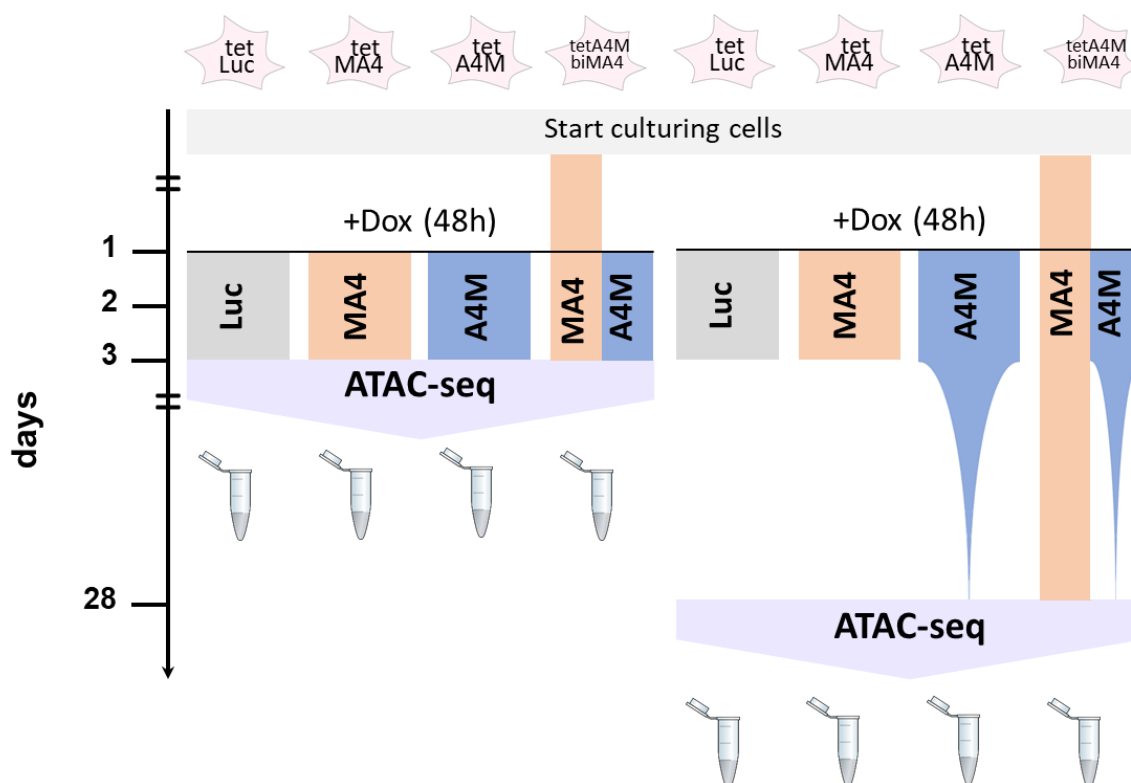 tet
Luc
tet
MA4
tet
A4M
tetA4M
biMA4
tet
Luc
tet
MA4
tet
A4M
tetA4M
biMA4
Start culturing cells
+Dox (48h)
+Dox (48h)
1
2
3
28
days
Luc
MA4
A4M
MA4
A4M
Luc
MA4
A4M
MA4
A4M
ATAC-seq
ATAC-seq